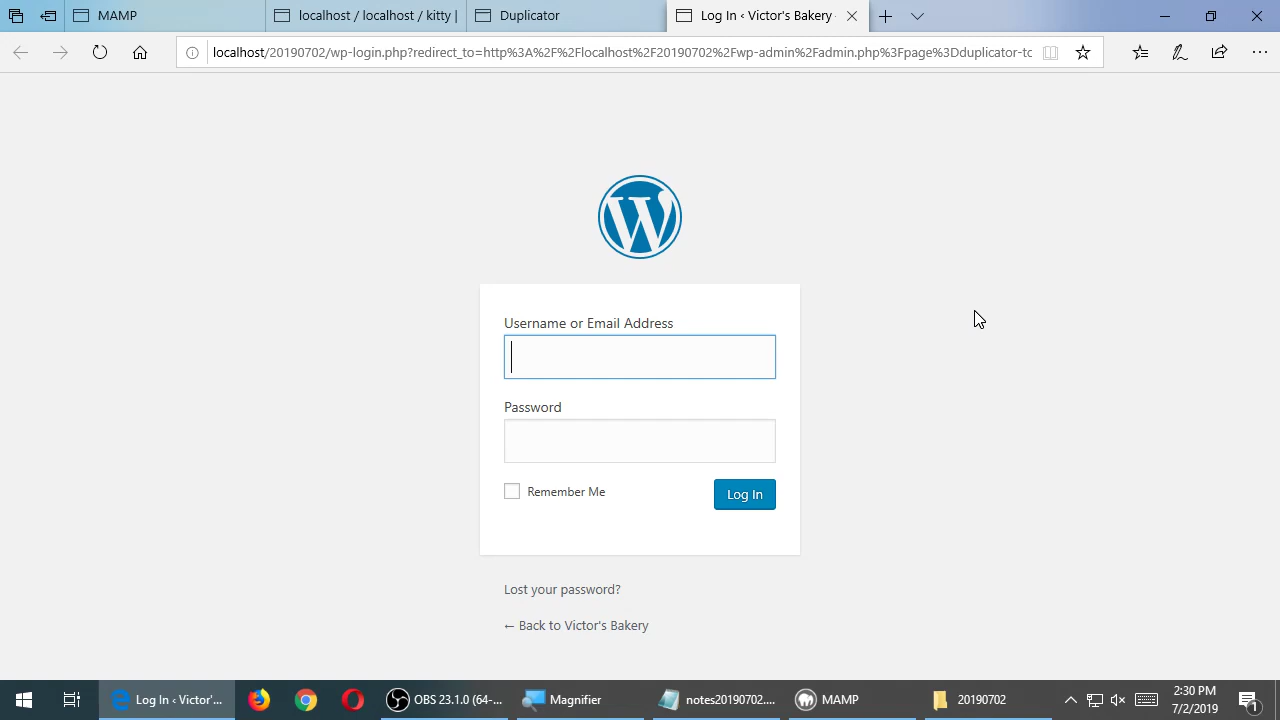 MAMP
localhost / localhost / kitty |
Duplicator
Log In ‹ Victor's Bakery
localhost/20190702/wp-login.php?redirect_to=http%3A%2F%2Flocalhost%2F20190702%2Fwp-admin%2Fadmin.php%3Fpage%3Dduplicator-tc
Username or Email Address
Password
Remember Me
Log In
Lost your password?
← Back to Victor's Bakery
Log In ‹ Victor'...
OBS 23.1.0 (64-...
Magnifier
notes20190702....
MAMP
20190702
2:30 PM
7/2/2019
1